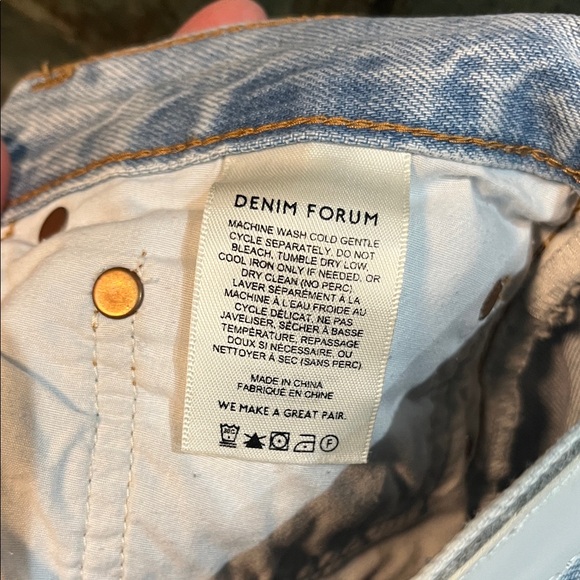 DENIM FORUM
MACHINE WASH COLD GENTLE
CYCLE SEPARATELY. DO NOT
BLEACH, TUMBLE DRY LOW,
COOL IRON ONLY IF NEEDED, OR
DRY CLEAN (NO PERC)
LAVER SÉPARÉMENT À LA
MACHINE À L'EAU FROIDE AU
CYCLE DÉLICAT, NE PAS
JAVELISER, SÉCHER À BASSE
TEMPÉRATURE, REPASSAGE
DOUX SI NÉCESSAIRE, OU
NETTOYER À SEC (SANS PERC)
MADE IN CHINA
FABRIQUÉ EN CHINE
WE MAKE A GREAT PAIR.
30C F